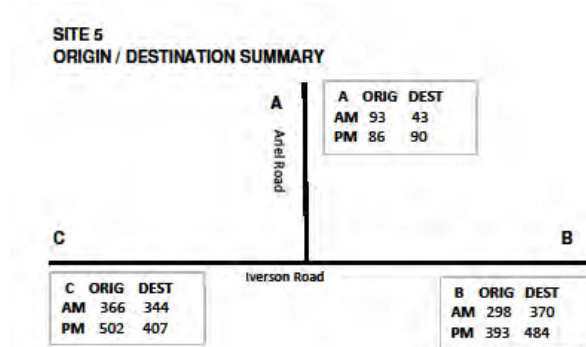 SITE 5
ORIGIN / DESTINATION SUMMARY
A
A ORIG DEST
AM 93 43
PM 86 90
Ariel Road
C
B
Iverson Road
C ORIG DEST
AM 366 344
PM 502 407
B ORIG DEST
AM 298 370
PM 393 484